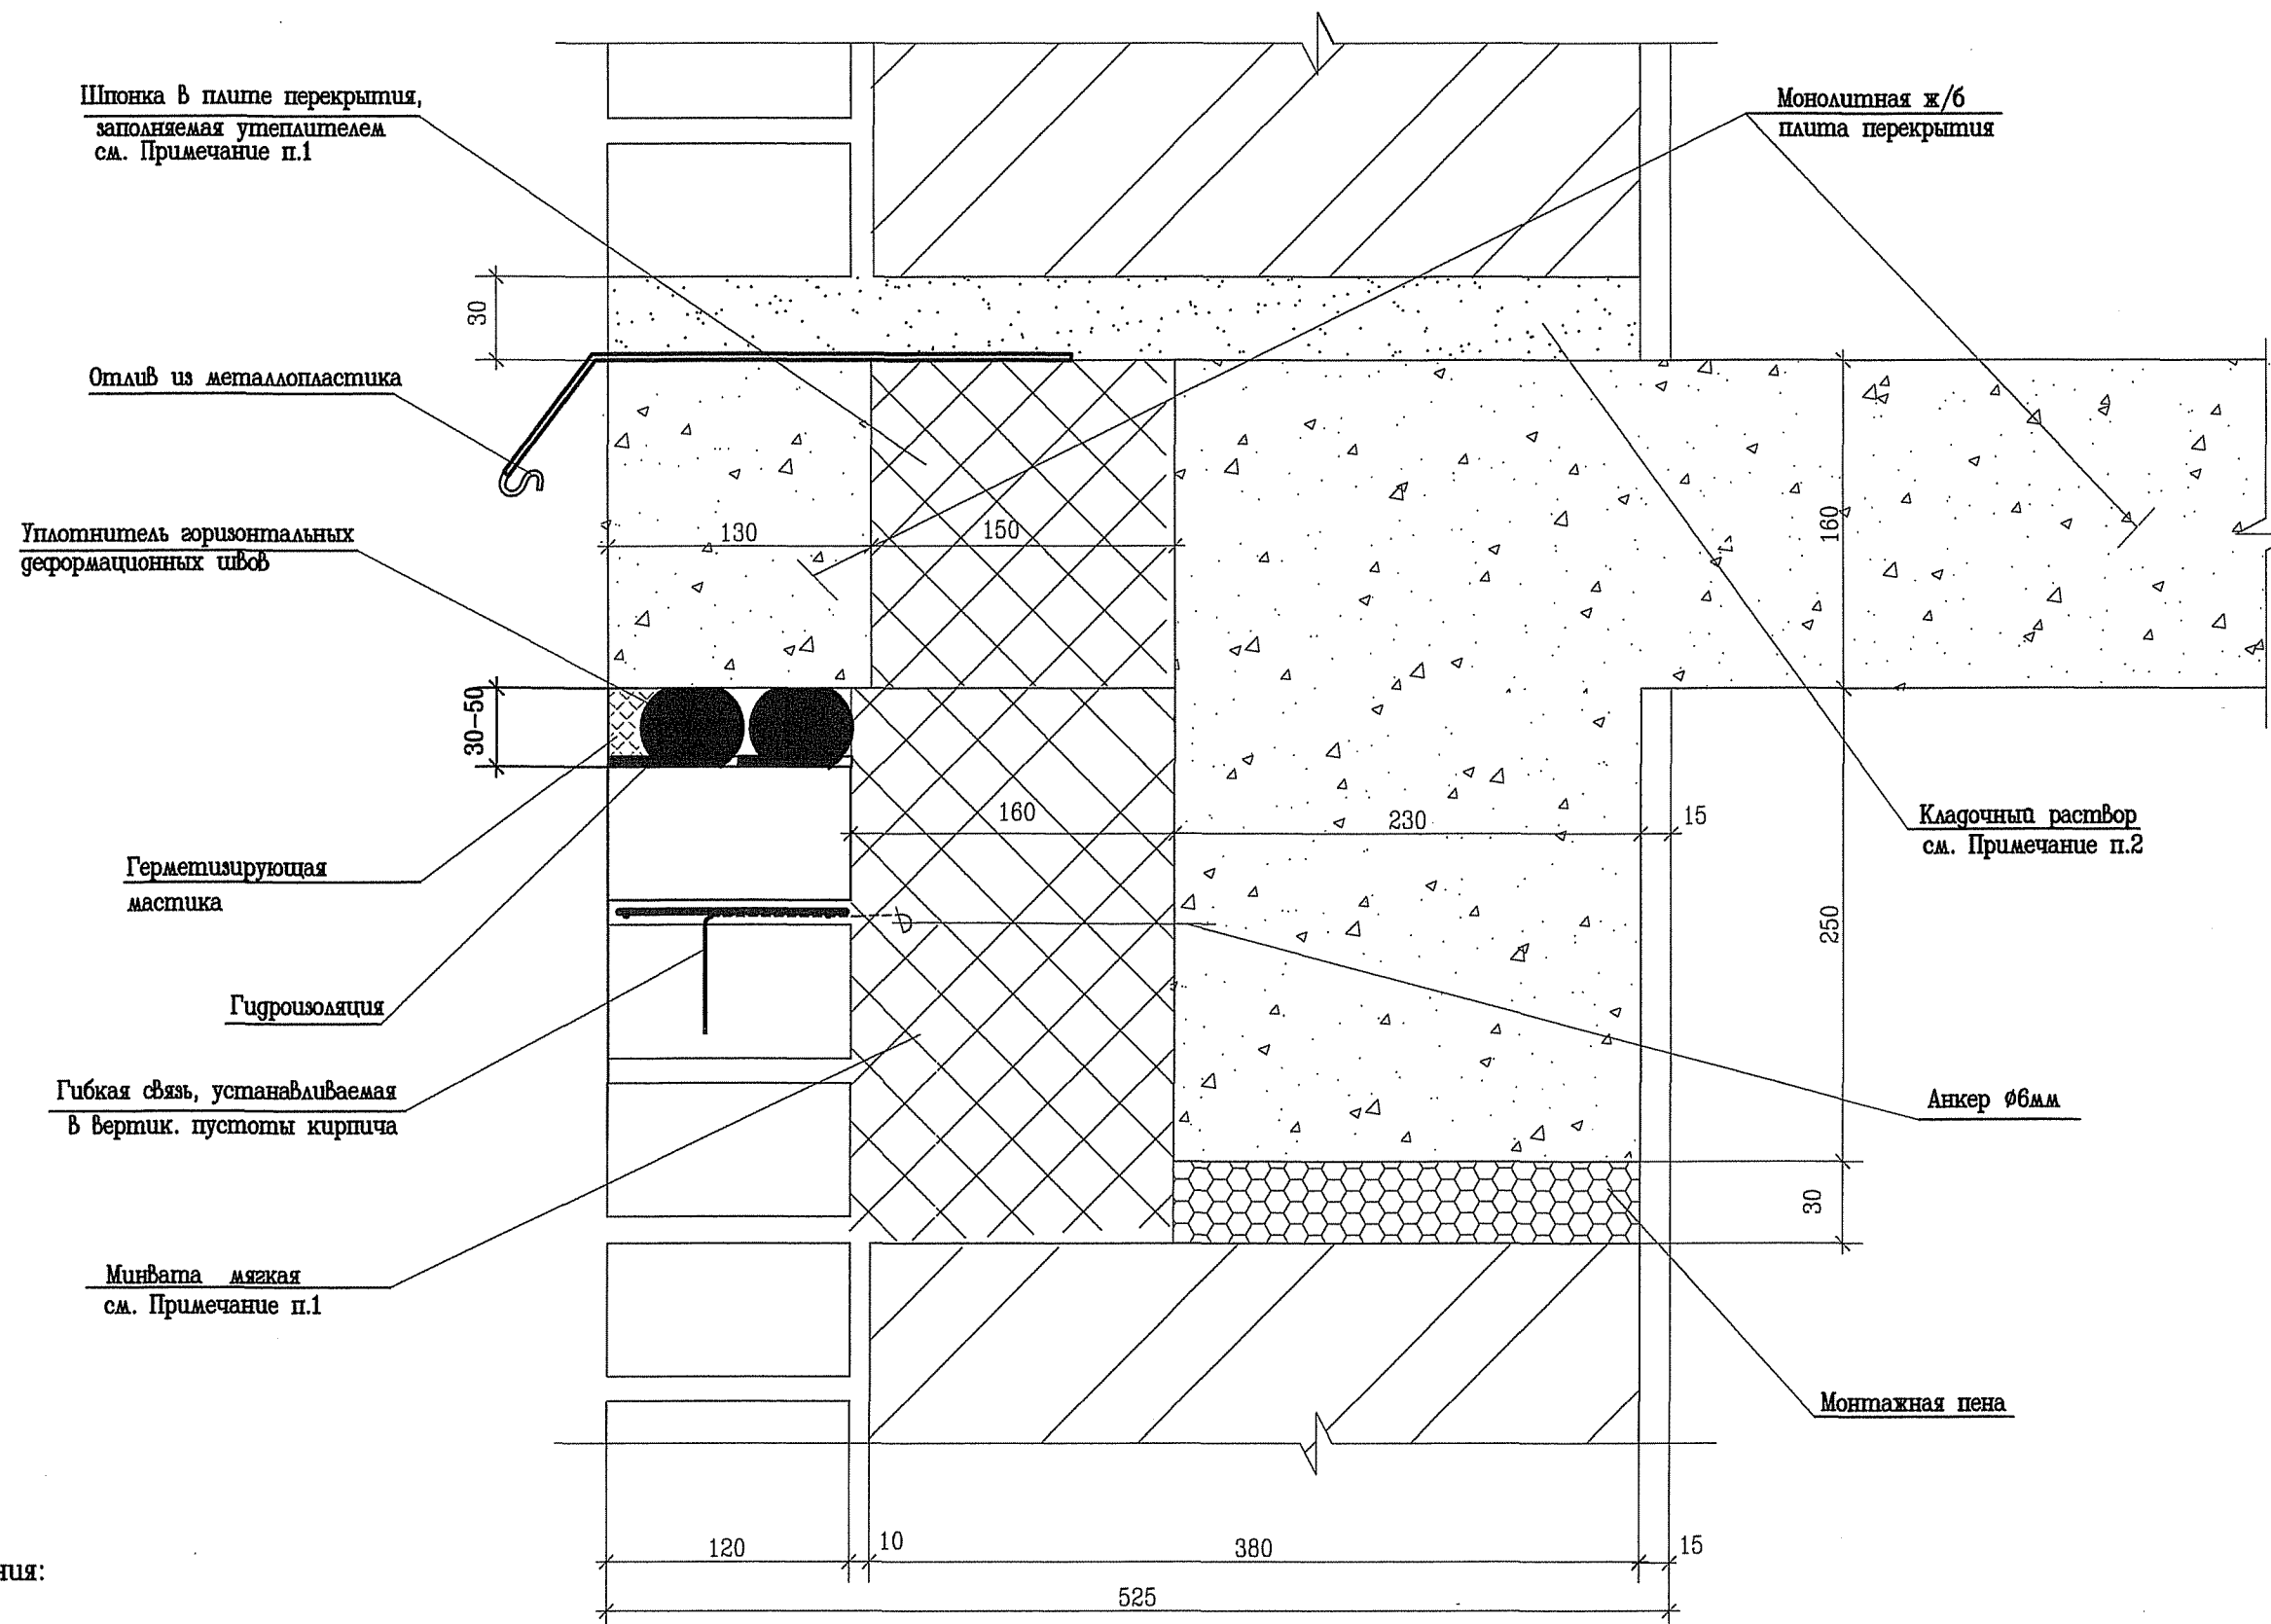 Шпонка в плите перекрытия,
заполняемая утеплителем
см. Примечание п.1
Монолитная ж/б
плита перекрытия
30
Отлив из металлопластика
Уплотнитель горизонтальных
деформационных швов
130
150
160
30-50
160
230
15
Кладочный раствор
см. Примечание п.2
Герметизирующая
мастика
250
Гидроизоляция
Гибкая связь, устанавливаемая
в вертик. пустоты кирпича
Анкер Ø6мм
30
Минвата мягкая
см. Примечание п.1
Монтажная пена
120
10
380
15
525
ния: